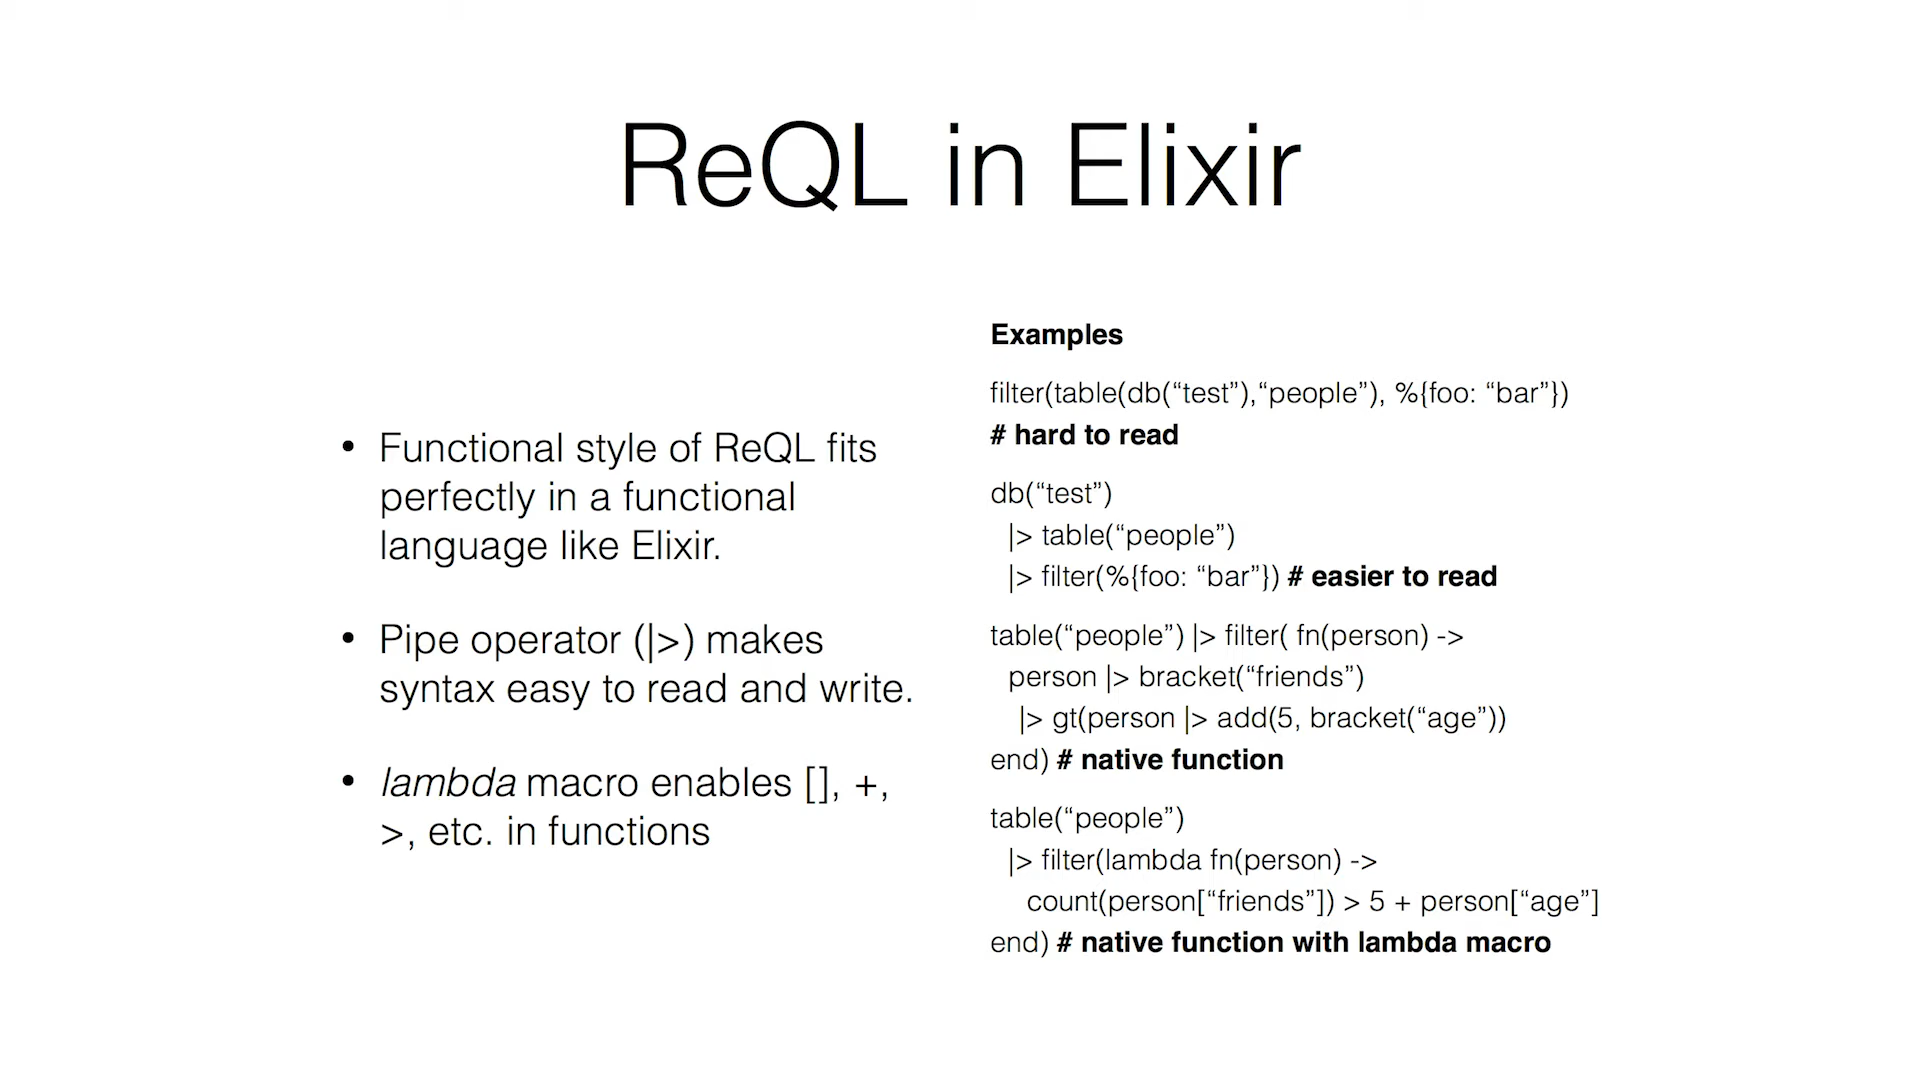 ReQL in Elixir
• Functional style of ReQL fits
perfectly in a functional
language like Elixir.
• Pipe operator (|>) makes
syntax easy to read and write.
• lambda macro enables [], +,
>, etc. in functions
Examples
filter(table(db(“test”),“people”), %{foo: “bar”})
# hard to read
db(“test”)
|> table(“people”)
|> filter(%{foo: “bar”}) # easier to read
table(“people”) |> filter( fn(person) ->
person |> bracket(“friends”)
|> gt(person |> add(5, bracket(“age”))
end) # native function
table(“people”)
|> filter(lambda fn(person) ->
count(person[“friends”]) > 5 + person[“age”]
end) # native function with lambda macro